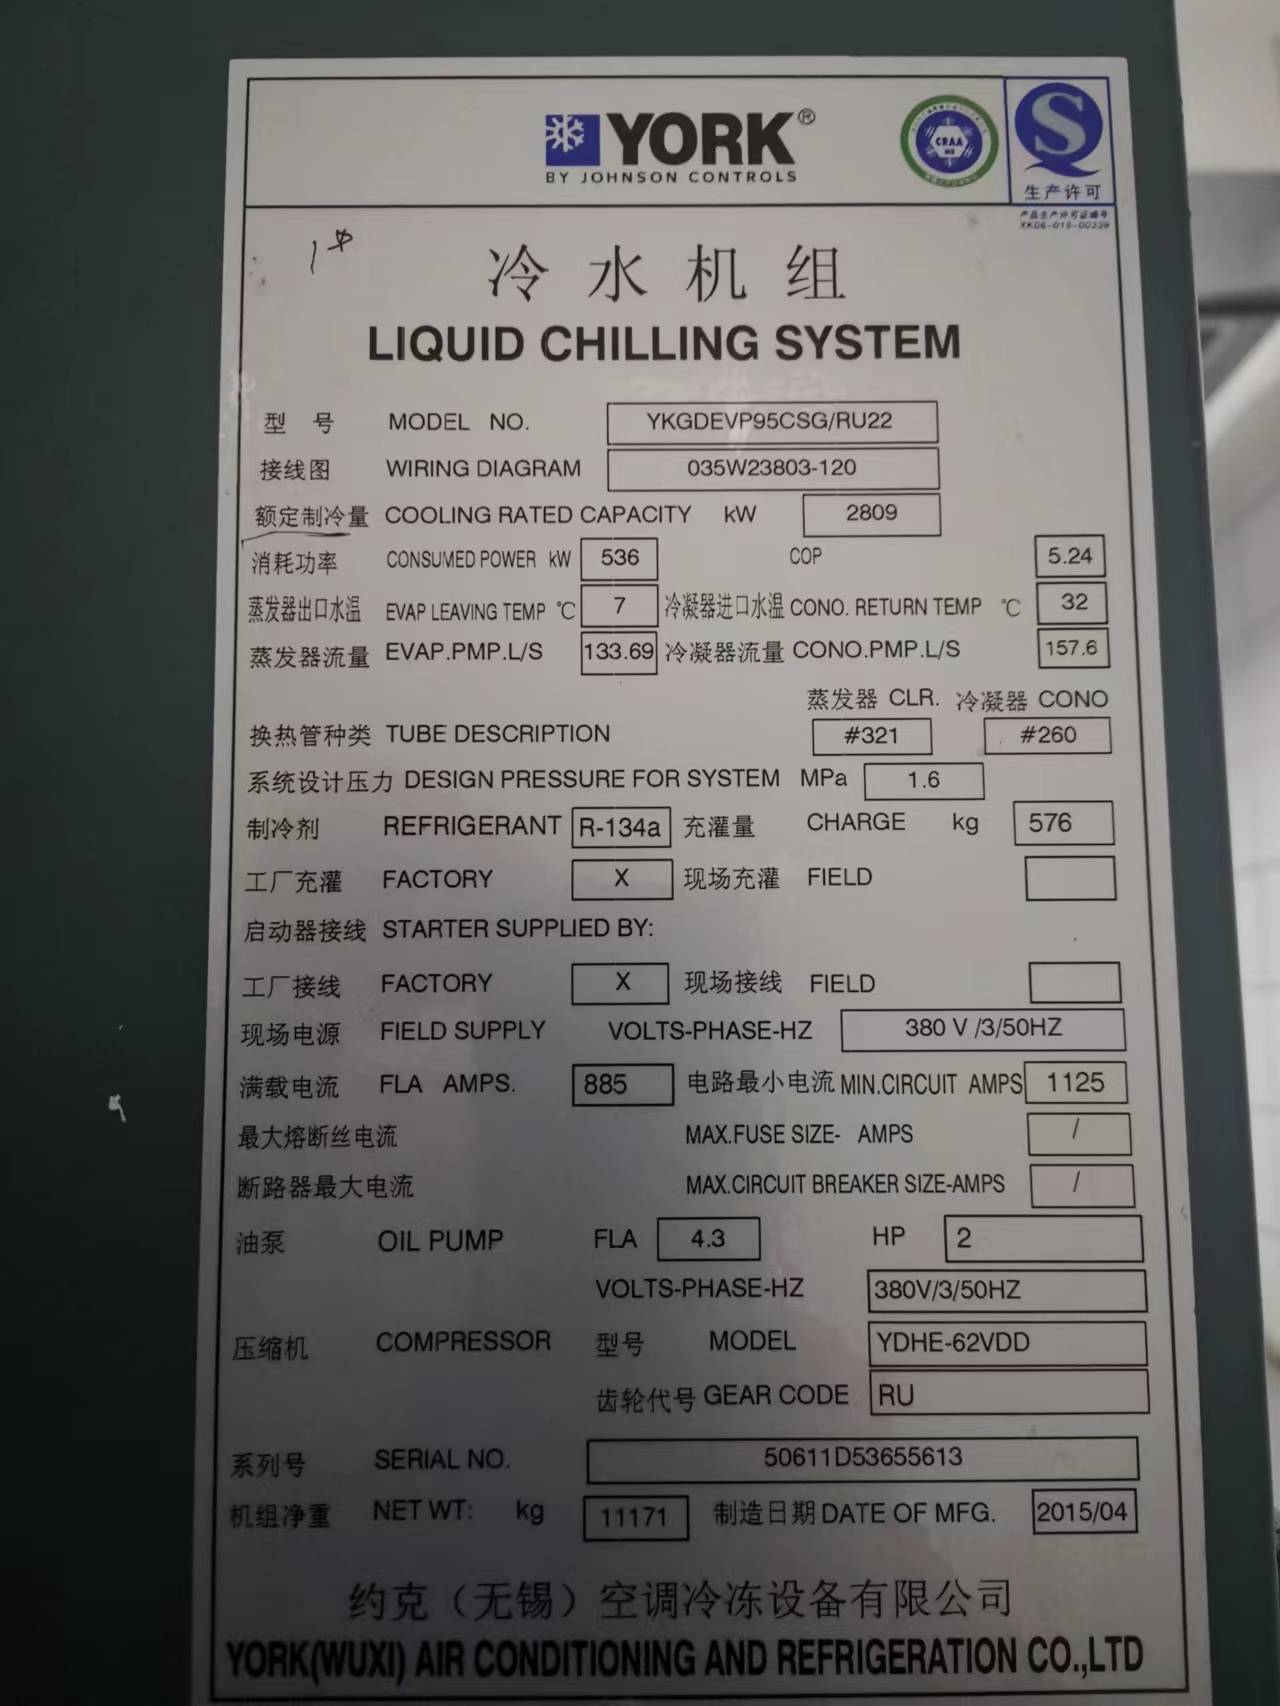 YORK®
BY JOHNSON CONTROLS
CRAA
S
生产许可
产品生产许可证编号
XK06-015-00239
1#
冷水机组
LIQUID CHILLING SYSTEM
型 号 MODEL NO. YKGDEVP95CSG/RU22
接线图 WIRING DIAGRAM 035W23803-120
额定制冷量 COOLING RATED CAPACITY kW 2809
消耗功率 CONSUMED POWER kW 536 COP 5.24
蒸发器出口水温 EVAP LEAVING TEMP ℃ 7 冷凝器进口水温 CONO. RETURN TEMP ℃ 32
蒸发器流量 EVAP.PMP.L/S 133.69 冷凝器流量 CONO.PMP.L/S 157.6
蒸发器 CLR. 冷凝器 CONO
换热管种类 TUBE DESCRIPTION #321 #260
系统设计压力 DESIGN PRESSURE FOR SYSTEM MPa 1.6
制冷剂 REFRIGERANT R-134a 充灌量 CHARGE kg 576
工厂充灌 FACTORY X 现场充灌 FIELD
启动器接线 STARTER SUPPLIED BY:
工厂接线 FACTORY X 现场接线 FIELD
现场电源 FIELD SUPPLY VOLTS-PHASE-HZ 380 V /3/50HZ
满载电流 FLA AMPS. 885 电路最小电流 MIN.CIRCUIT AMPS 1125
最大熔断丝电流 MAX.FUSE SIZE- AMPS /
断路器最大电流 MAX.CIRCUIT BREAKER SIZE-AMPS /
油泵 OIL PUMP FLA 4.3 HP 2
VOLTS-PHASE-HZ 380V/3/50HZ
压缩机 COMPRESSOR 型号 MODEL YDHE-62VDD
齿轮代号 GEAR CODE RU
系列号 SERIAL NO. 50611D53655613
机组净重 NET WT: kg 11171 制造日期 DATE OF MFG. 2015/04
约克（无锡）空调冷冻设备有限公司
YORK(WUXI) AIR CONDITIONING AND REFRIGERATION CO.,LTD